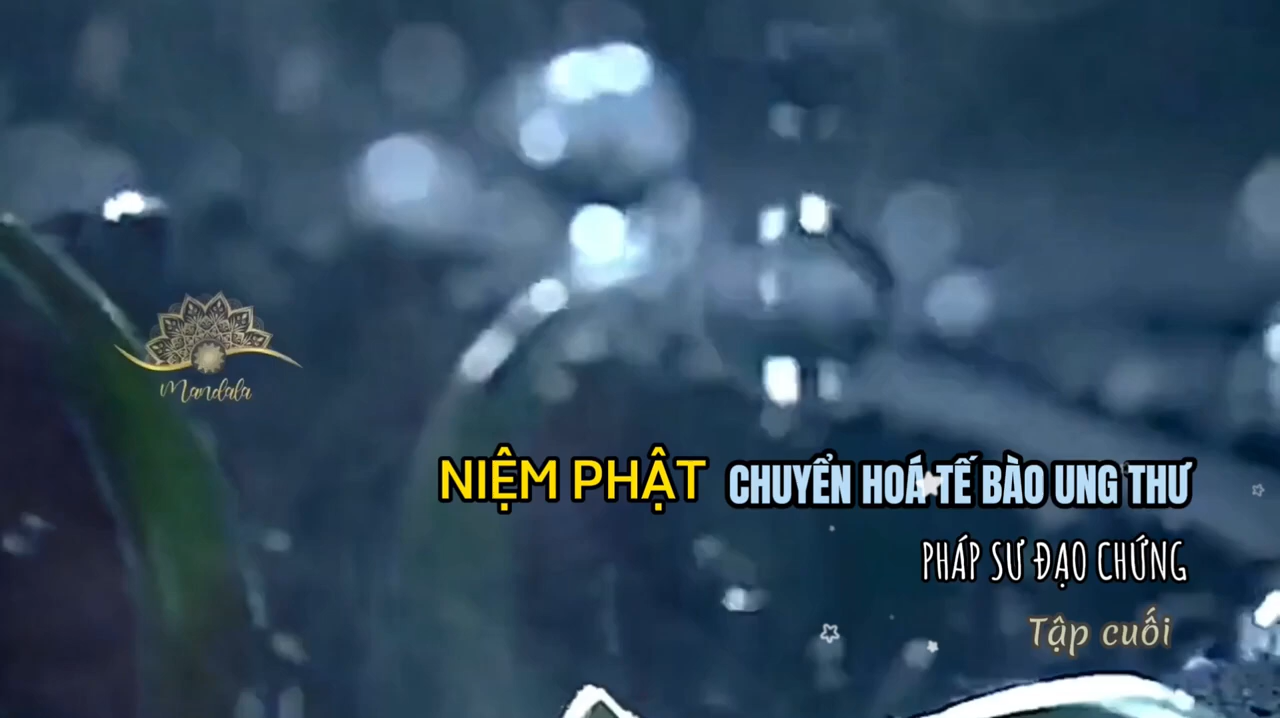 Mandala
NIỆM PHẬT CHUYỂN HOÁ TẾ BÀO UNG THƯ
PHÁP SƯ ĐẠO CHỨNG
Tập cuối